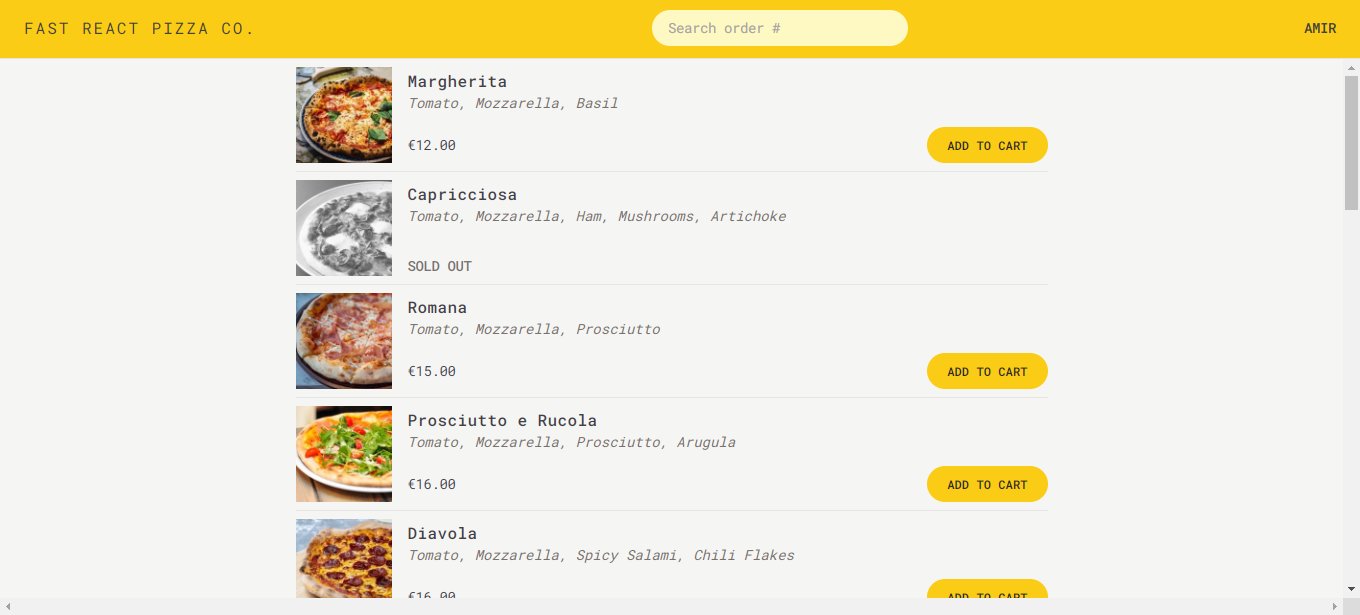 FAST REACT PIZZA CO.
Search order #
AMIR
Margherita
Tomato, Mozzarella, Basil
€12.00
ADD TO CART
Capricciosa
Tomato, Mozzarella, Ham, Mushrooms, Artichoke
SOLD OUT
Romana
Tomato, Mozzarella, Prosciutto
€15.00
ADD TO CART
Prosciutto e Rucola
Tomato, Mozzarella, Prosciutto, Arugula
€16.00
ADD TO CART
Diavola
Tomato, Mozzarella, Spicy Salami, Chili Flakes
€16.00
ADD TO CART